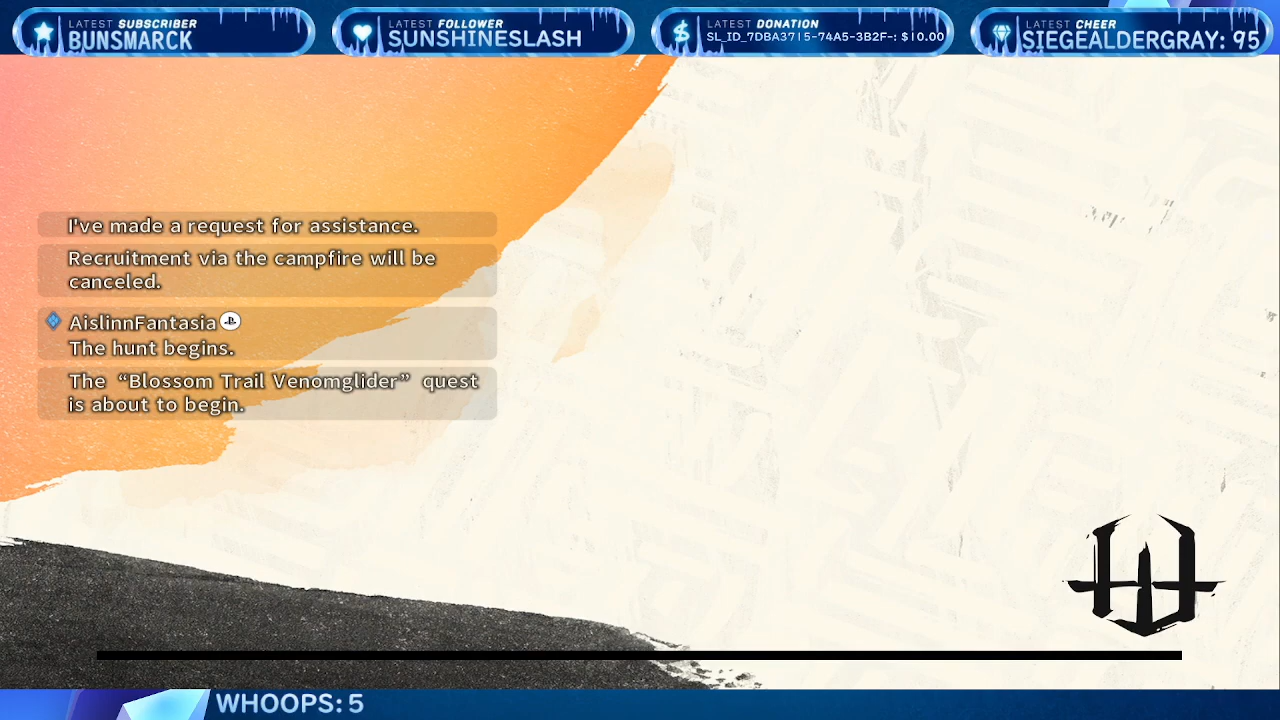 LATEST SUBSCRIBER
BUNSMARCK
LATEST FOLLOWER
SUNSHINESLASH
LATEST DONATION
SL_ID_7DBA3715-74A5-3B2F-: $10.00
LATEST CHEER
SIEGEALDERGRAY: 95
I've made a request for assistance.
Recruitment via the campfire will be
canceled.
AislinnFantasia
The hunt begins.
The “Blossom Trail Venomglider” quest
is about to begin.
WHOOPS: 5